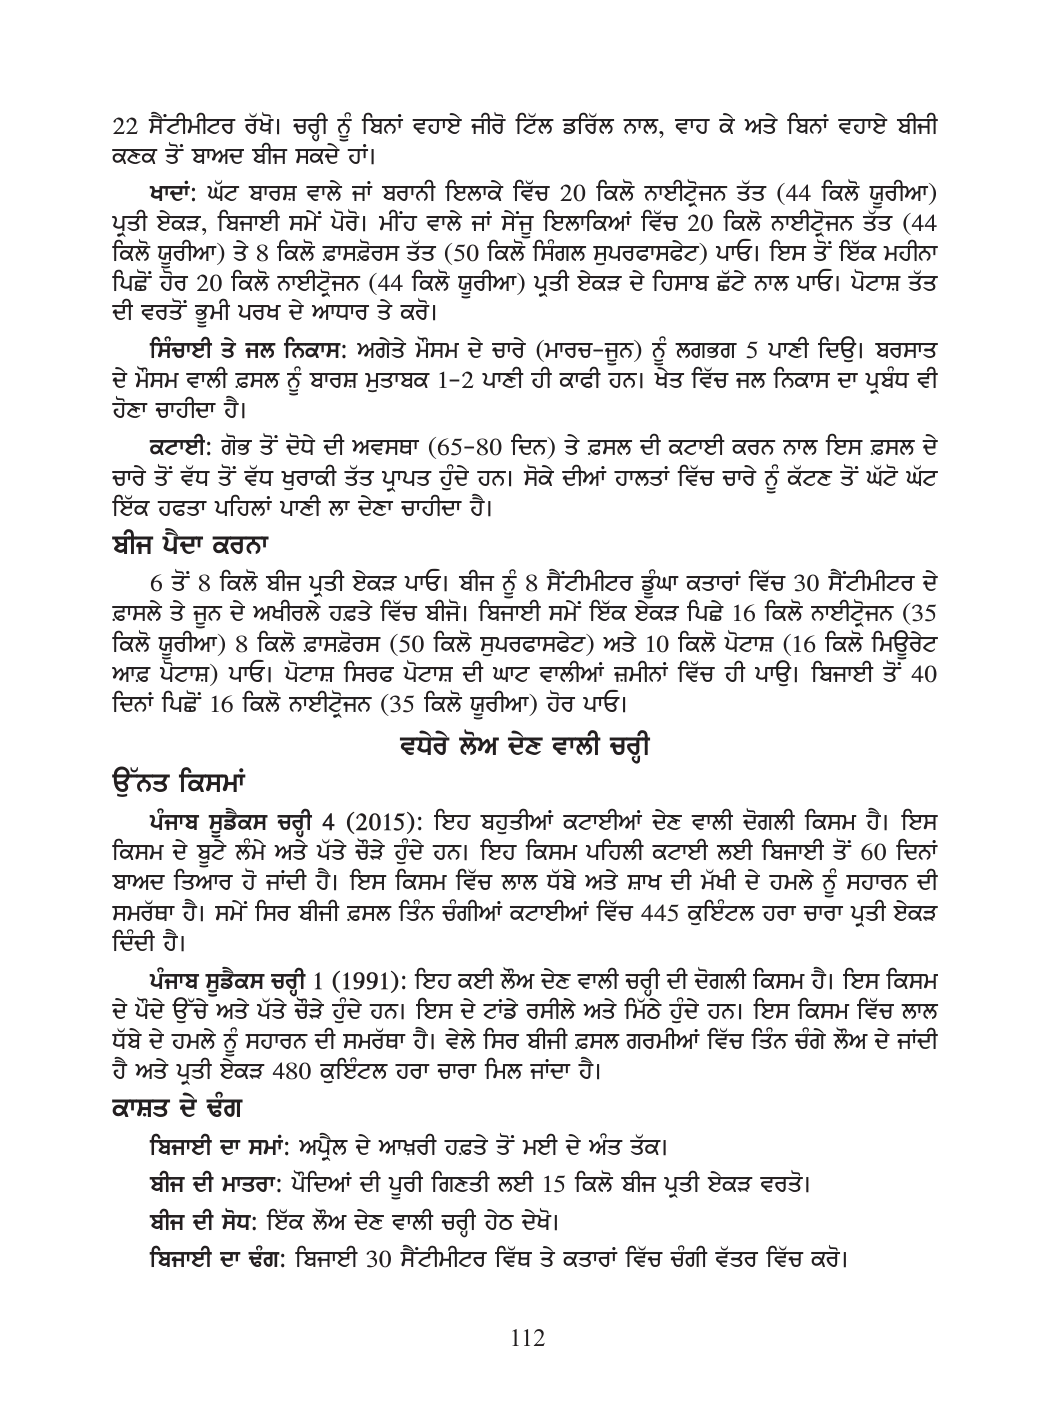 22 ਸੈਂਟੀਮੀਟਰ ਰੱਖੋ। ਚਰ੍ਹੀ ਨੂੰ ਬਿਨਾਂ ਵਹਾਏ ਜੀਰੋ ਟਿੱਲ ਡਰਿੱਲ ਨਾਲ, ਵਾਹ ਕੇ ਅਤੇ ਬਿਨਾਂ ਵਹਾਏ ਬੀਜੀ
ਕਣਕ ਤੋਂ ਬਾਅਦ ਬੀਜ ਸਕਦੇ ਹਾਂ।
ਖਾਦਾਂ: ਘੱਟ ਬਾਰਸ਼ ਵਾਲੇ ਜਾਂ ਬਰਾਨੀ ਇਲਾਕੇ ਵਿੱਚ 20 ਕਿਲੋ ਨਾਈਟ੍ਰੋਜਨ ਤੱਤ (44 ਕਿਲੋ ਯੂਰੀਆ)
ਪ੍ਰਤੀ ਏਕੜ, ਬਿਜਾਈ ਸਮੇਂ ਪੋਰੋ। ਮੀਂਹ ਵਾਲੇ ਜਾਂ ਸੇਂਜੂ ਇਲਾਕਿਆਂ ਵਿੱਚ 20 ਕਿਲੋ ਨਾਈਟ੍ਰੋਜਨ ਤੱਤ (44
ਕਿਲੋ ਯੂਰੀਆ) ਤੇ 8 ਕਿਲੋ ਫ਼ਾਸਫ਼ੋਰਸ ਤੱਤ (50 ਕਿਲੋ ਸਿੰਗਲ ਸੁਪਰਫਾਸਫੇਟ) ਪਾਓ। ਇਸ ਤੋਂ ਇੱਕ ਮਹੀਨਾ
ਪਿਛੋਂ ਹੋਰ 20 ਕਿਲੋ ਨਾਈਟ੍ਰੋਜਨ (44 ਕਿਲੋ ਯੂਰੀਆ) ਪ੍ਰਤੀ ਏਕੜ ਦੇ ਹਿਸਾਬ ਛੱਟੇ ਨਾਲ ਪਾਓ। ਪੋਟਾਸ਼ ਤੱਤ
ਦੀ ਵਰਤੋਂ ਭੂਮੀ ਪਰਖ ਦੇ ਆਧਾਰ ਤੇ ਕਰੋ।
ਸਿੰਚਾਈ ਤੇ ਜਲ ਨਿਕਾਸ: ਅਗੇਤੇ ਮੌਸਮ ਦੇ ਚਾਰੇ (ਮਾਰਚ-ਜੂਨ) ਨੂੰ ਲਗਭਗ 5 ਪਾਣੀ ਦਿਉ। ਬਰਸਾਤ
ਦੇ ਮੌਸਮ ਵਾਲੀ ਫ਼ਸਲ ਨੂੰ ਬਾਰਸ਼ ਮੁਤਾਬਕ 1-2 ਪਾਣੀ ਹੀ ਕਾਫੀ ਹਨ। ਖੇਤ ਵਿੱਚ ਜਲ ਨਿਕਾਸ ਦਾ ਪ੍ਰਬੰਧ ਵੀ
ਹੋਣਾ ਚਾਹੀਦਾ ਹੈ।
ਕਟਾਈ: ਗੋਭ ਤੋਂ ਦੋਧੇ ਦੀ ਅਵਸਥਾ (65-80 ਦਿਨ) ਤੇ ਫ਼ਸਲ ਦੀ ਕਟਾਈ ਕਰਨ ਨਾਲ ਇਸ ਫ਼ਸਲ ਦੇ
ਚਾਰੇ ਤੋਂ ਵੱਧ ਤੋਂ ਵੱਧ ਖੁਰਾਕੀ ਤੱਤ ਪ੍ਰਾਪਤ ਹੁੰਦੇ ਹਨ। ਸੋਕੇ ਦੀਆਂ ਹਾਲਤਾਂ ਵਿੱਚ ਚਾਰੇ ਨੂੰ ਕੱਟਣ ਤੋਂ ਘੱਟੋ ਘੱਟ
ਇੱਕ ਹਫਤਾ ਪਹਿਲਾਂ ਪਾਣੀ ਲਾ ਦੇਣਾ ਚਾਹੀਦਾ ਹੈ।
ਬੀਜ ਪੈਦਾ ਕਰਨਾ
6 ਤੋਂ 8 ਕਿਲੋ ਬੀਜ ਪ੍ਰਤੀ ਏਕੜ ਪਾਓ। ਬੀਜ ਨੂੰ 8 ਸੈਂਟੀਮੀਟਰ ਡੂੰਘਾ ਕਤਾਰਾਂ ਵਿੱਚ 30 ਸੈਂਟੀਮੀਟਰ ਦੇ
ਫ਼ਾਸਲੇ ਤੇ ਜੂਨ ਦੇ ਅਖੀਰਲੇ ਹਫ਼ਤੇ ਵਿੱਚ ਬੀਜੋ। ਬਿਜਾਈ ਸਮੇਂ ਇੱਕ ਏਕੜ ਪਿਛੇ 16 ਕਿਲੋ ਨਾਈਟ੍ਰੋਜਨ (35
ਕਿਲੋ ਯੂਰੀਆ) 8 ਕਿਲੋ ਫ਼ਾਸਫ਼ੋਰਸ (50 ਕਿਲੋ ਸੁਪਰਫਾਸਫੇਟ) ਅਤੇ 10 ਕਿਲੋ ਪੋਟਾਸ਼ (16 ਕਿਲੋ ਮਿਊਰੇਟ
ਆਫ਼ ਪੋਟਾਸ਼) ਪਾਓ। ਪੋਟਾਸ਼ ਸਿਰਫ ਪੋਟਾਸ਼ ਦੀ ਘਾਟ ਵਾਲੀਆਂ ਜ਼ਮੀਨਾਂ ਵਿੱਚ ਹੀ ਪਾਉ। ਬਿਜਾਈ ਤੋਂ 40
ਦਿਨਾਂ ਪਿਛੋਂ 16 ਕਿਲੋ ਨਾਈਟ੍ਰੋਜਨ (35 ਕਿਲੋ ਯੂਰੀਆ) ਹੋਰ ਪਾਓ।
ਵਧੇਰੇ ਲੋਅ ਦੇਣ ਵਾਲੀ ਚਰ੍ਹੀ
ਉੱਨਤ ਕਿਸਮਾਂ
ਪੰਜਾਬ ਸੂਡੈਕਸ ਚਰ੍ਹੀ 4 (2015): ਇਹ ਬਹੁਤੀਆਂ ਕਟਾਈਆਂ ਦੇਣ ਵਾਲੀ ਦੋਗਲੀ ਕਿਸਮ ਹੈ। ਇਸ
ਕਿਸਮ ਦੇ ਬੂਟੇ ਲੰਮੇ ਅਤੇ ਪੱਤੇ ਚੌੜੇ ਹੁੰਦੇ ਹਨ। ਇਹ ਕਿਸਮ ਪਹਿਲੀ ਕਟਾਈ ਲਈ ਬਿਜਾਈ ਤੋਂ 60 ਦਿਨਾਂ
ਬਾਅਦ ਤਿਆਰ ਹੋ ਜਾਂਦੀ ਹੈ। ਇਸ ਕਿਸਮ ਵਿੱਚ ਲਾਲ ਧੱਬੇ ਅਤੇ ਸ਼ਾਖ ਦੀ ਮੱਖੀ ਦੇ ਹਮਲੇ ਨੂੰ ਸਹਾਰਨ ਦੀ
ਸਮਰੱਥਾ ਹੈ। ਸਮੇਂ ਸਿਰ ਬੀਜੀ ਫ਼ਸਲ ਤਿੰਨ ਚੰਗੀਆਂ ਕਟਾਈਆਂ ਵਿੱਚ 445 ਕੁਇੰਟਲ ਹਰਾ ਚਾਰਾ ਪ੍ਰਤੀ ਏਕੜ
ਦਿੰਦੀ ਹੈ।
ਪੰਜਾਬ ਸੂਡੈਕਸ ਚਰ੍ਹੀ 1 (1991): ਇਹ ਕਈ ਲੌਅ ਦੇਣ ਵਾਲੀ ਚਰ੍ਹੀ ਦੀ ਦੋਗਲੀ ਕਿਸਮ ਹੈ। ਇਸ ਕਿਸਮ
ਦੇ ਪੌਦੇ ਉੱਚੇ ਅਤੇ ਪੱਤੇ ਚੌੜੇ ਹੁੰਦੇ ਹਨ। ਇਸ ਦੇ ਟਾਂਡੇ ਰਸੀਲੇ ਅਤੇ ਮਿੱਠੇ ਹੁੰਦੇ ਹਨ। ਇਸ ਕਿਸਮ ਵਿੱਚ ਲਾਲ
ਧੱਬੇ ਦੇ ਹਮਲੇ ਨੂੰ ਸਹਾਰਨ ਦੀ ਸਮਰੱਥਾ ਹੈ। ਵੇਲੇ ਸਿਰ ਬੀਜੀ ਫ਼ਸਲ ਗਰਮੀਆਂ ਵਿੱਚ ਤਿੰਨ ਚੰਗੇ ਲੌਅ ਦੇ ਜਾਂਦੀ
ਹੈ ਅਤੇ ਪ੍ਰਤੀ ਏਕੜ 480 ਕੁਇੰਟਲ ਹਰਾ ਚਾਰਾ ਮਿਲ ਜਾਂਦਾ ਹੈ।
ਕਾਸ਼ਤ ਦੇ ਢੰਗ
ਬਿਜਾਈ ਦਾ ਸਮਾਂ: ਅਪ੍ਰੈਲ ਦੇ ਆਖ਼ਰੀ ਹਫ਼ਤੇ ਤੋਂ ਮਈ ਦੇ ਅੰਤ ਤੱਕ।
ਬੀਜ ਦੀ ਮਾਤਰਾ: ਪੌਦਿਆਂ ਦੀ ਪੂਰੀ ਗਿਣਤੀ ਲਈ 15 ਕਿਲੋ ਬੀਜ ਪ੍ਰਤੀ ਏਕੜ ਵਰਤੋ।
ਬੀਜ ਦੀ ਸੋਧ: ਇੱਕ ਲੌਅ ਦੇਣ ਵਾਲੀ ਚਰ੍ਹੀ ਹੇਠ ਦੇਖੋ।
ਬਿਜਾਈ ਦਾ ਢੰਗ: ਬਿਜਾਈ 30 ਸੈਂਟੀਮੀਟਰ ਵਿੱਥ ਤੇ ਕਤਾਰਾਂ ਵਿੱਚ ਚੰਗੀ ਵੱਤਰ ਵਿੱਚ ਕਰੋ।
112